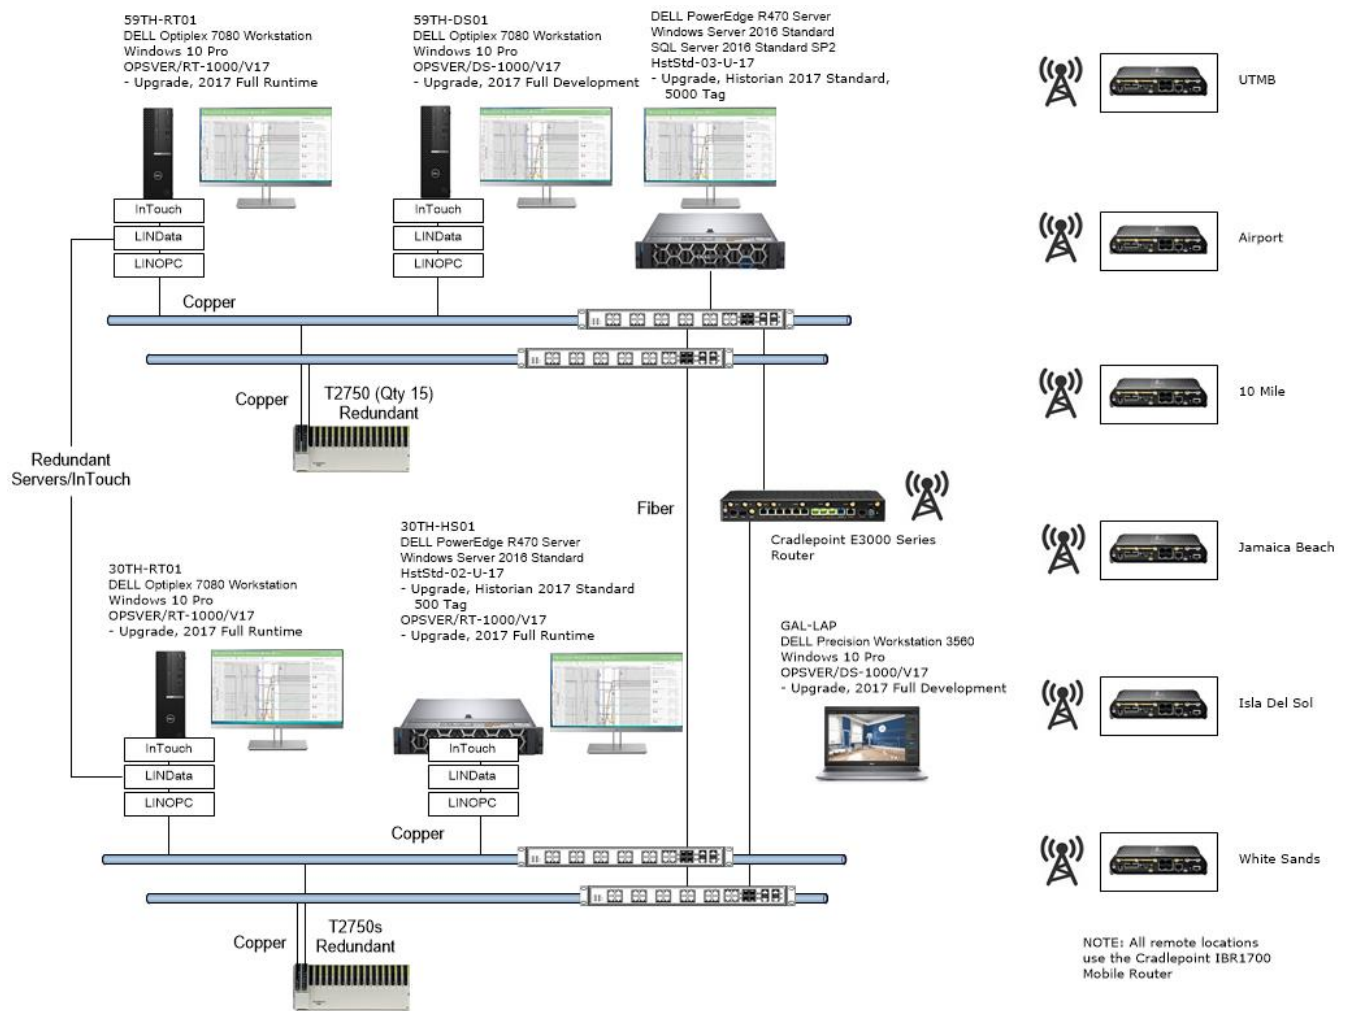 59TH-RT01
DELL Optiplex 7080 Workstation
Windows 10 Pro
OPSVER/RT-1000/V17
- Upgrade, 2017 Full Runtime
59TH-DS01
DELL Optiplex 7080 Workstation
Windows 10 Pro
OPSVER/DS-1000/V17
- Upgrade, 2017 Full Development
DELL PowerEdge R470 Server
Windows Server 2016 Standard
SQL Server 2016 Standard SP2
HstStd-03-U-17
- Upgrade, Historian 2017 Standard,
5000 Tag
InTouch
LINData
LINOPC
InTouch
LINData
LINOPC
Copper
Copper
T2750 (Qty 15)
Redundant
Redundant
Servers/InTouch
Fiber
Cradlepoint E3000 Series
Router
30TH-RT01
DELL Optiplex 7080 Workstation
Windows 10 Pro
OPSVER/RT-1000/V17
- Upgrade, 2017 Full Runtime
30TH-HS01
DELL PowerEdge R470 Server
Windows Server 2016 Standard
HstStd-02-U-17
- Upgrade, Historian 2017 Standard
500 Tag
OPSVER/RT-1000/V17
- Upgrade, 2017 Full Runtime
GAL-LAP
DELL Precision Workstation 3560
Windows 10 Pro
OPSVER/DS-1000/V17
- Upgrade, 2017 Full Development
InTouch
LINData
LINOPC
InTouch
LINData
LINOPC
Copper
Copper
T2750s
Redundant
UTMB
Airport
10 Mile
Jamaica Beach
Isla Del Sol
White Sands
NOTE: All remote locations
use the Cradlepoint IBR1700
Mobile Router